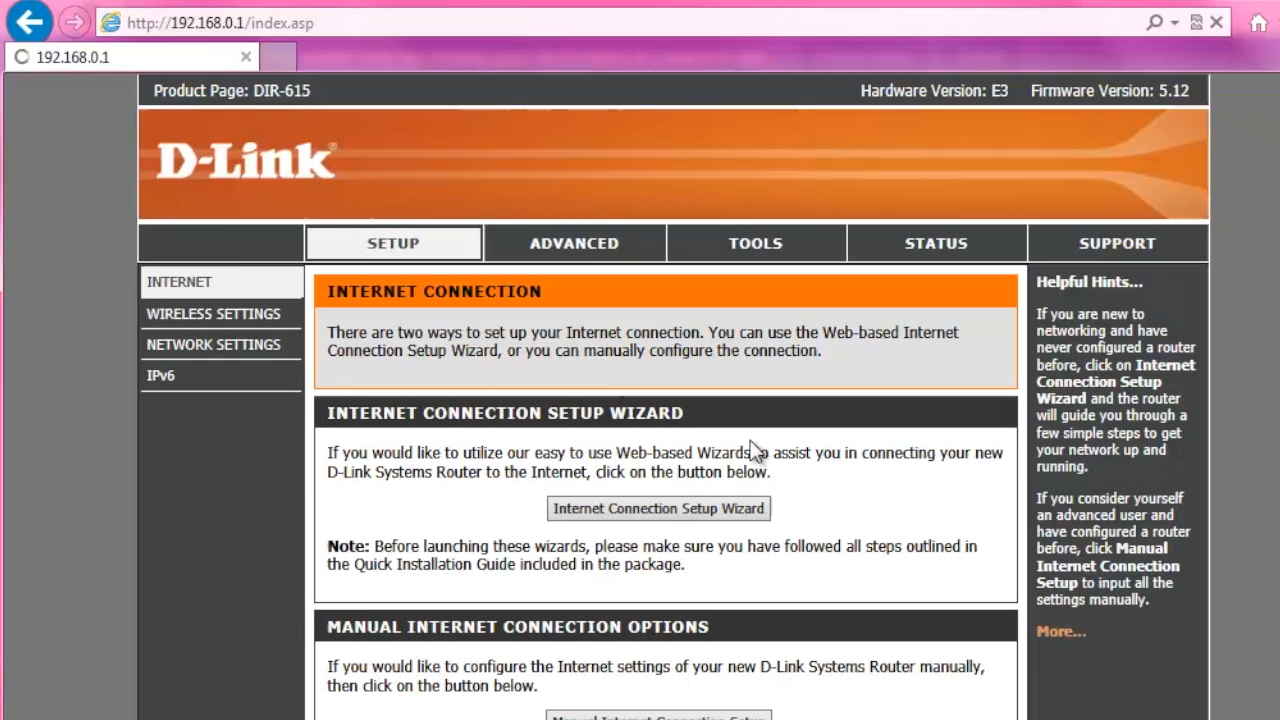 http://192.168.0.1/index.asp
192.168.0.1
Product Page: DIR-615
Hardware Version: E3
Firmware Version: 5.12
D-Link®
SETUP
ADVANCED
TOOLS
STATUS
SUPPORT
INTERNET
WIRELESS SETTINGS
NETWORK SETTINGS
IPv6
INTERNET CONNECTION
There are two ways to set up your Internet connection. You can use the Web-based Internet
Connection Setup Wizard, or you can manually configure the connection.
INTERNET CONNECTION SETUP WIZARD
If you would like to utilize our easy to use Web-based Wizards to assist you in connecting your new
D-Link Systems Router to the Internet, click on the button below.
Internet Connection Setup Wizard
Note: Before launching these wizards, please make sure you have followed all steps outlined in
the Quick Installation Guide included in the package.
MANUAL INTERNET CONNECTION OPTIONS
If you would like to configure the Internet settings of your new D-Link Systems Router manually,
then click on the button below.
Manual Internet Connection Setup
Helpful Hints...
If you are new to
networking and have
never configured a router
before, click on Internet
Connection Setup
Wizard and the router
will guide you through a
few simple steps to get
your network up and
running.
If you consider yourself
an advanced user and
have configured a router
before, click Manual
Internet Connection
Setup to input all the
settings manually.
More...